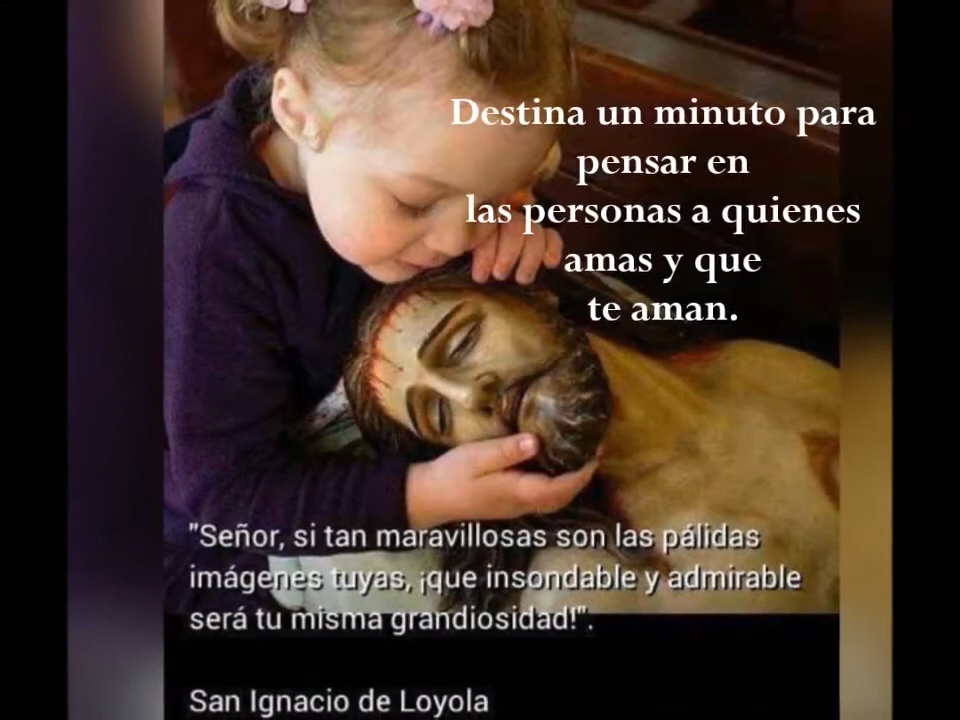 Destina un minuto para
pensar en
las personas a quienes
amas y que
te aman.
"Señor, si tan maravillosas son las pálidas
imágenes tuyas, ¡que insondable y admirable
será tu misma grandiosidad!".
San Ignacio de Loyola